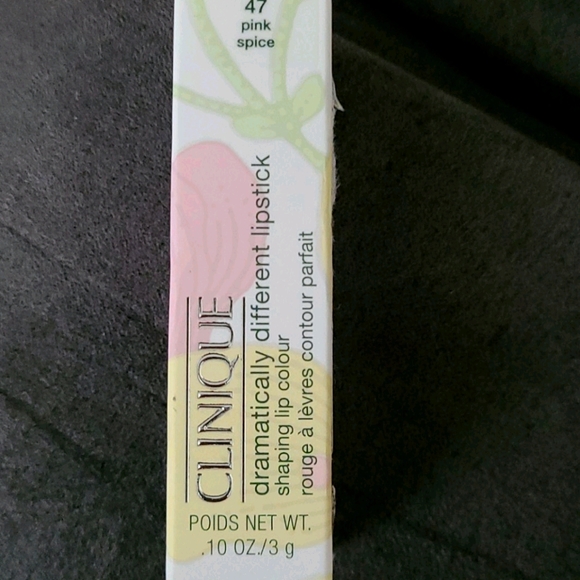 47
pink
spice
CLINIQUE
dramatically different lipstick
shaping lip colour
rouge à lèvres contour parfait
POIDS NET WT.
.10 OZ./3 g